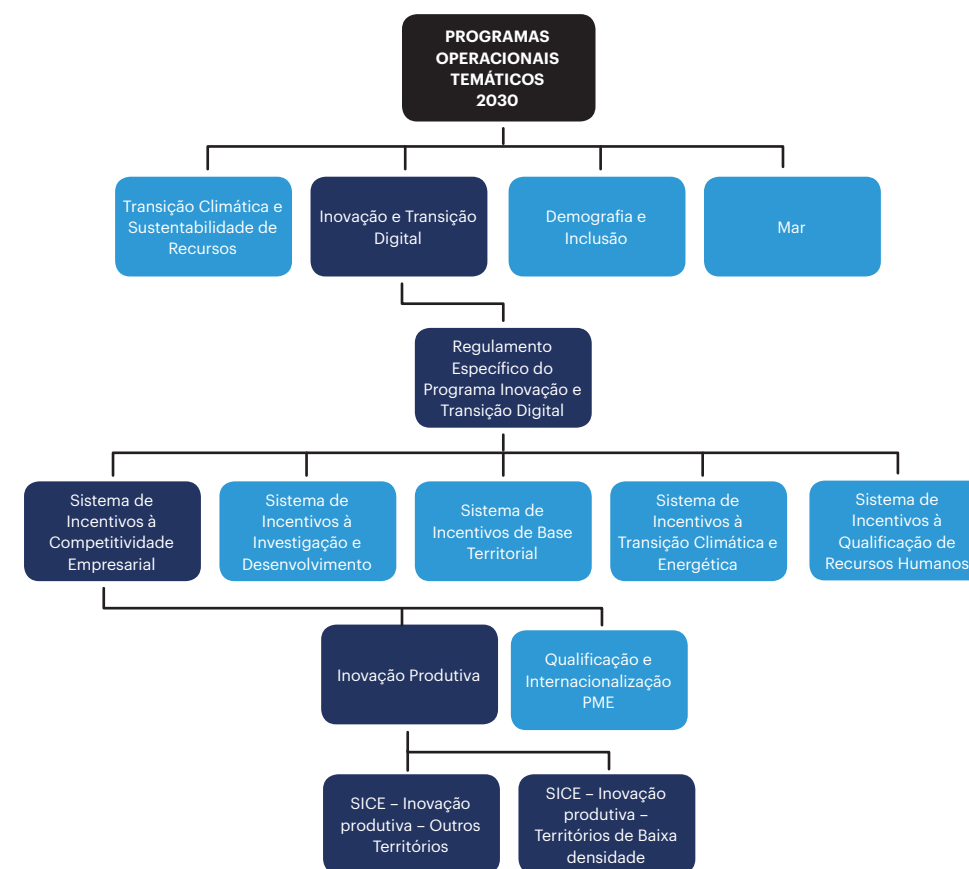 PROGRAMAS
OPERACIONAIS
TEMÁTICOS
2030
Transição Climática e
Sustentabilidade de
Recursos
Inovação e Transição
Digital
Demografia e
Inclusão
Mar
Regulamento
Específico do
Programa Inovação e
Transição Digital
Sistema de
Incentivos à
Competitividade
Empresarial
Sistema de
Incentivos à
Investigação e
Desenvolvimento
Sistema de
Incentivos de Base
Territorial
Sistema de
Incentivos à
Transição Climática e
Energética
Sistema de
Incentivos à
Qualificação de
Recursos Humanos
Inovação Produtiva
Qualificação e
Internacionalização
PME
SICE – Inovação
produtiva – Outros
Territórios
SICE – Inovação
produtiva –
Territórios de Baixa
densidade